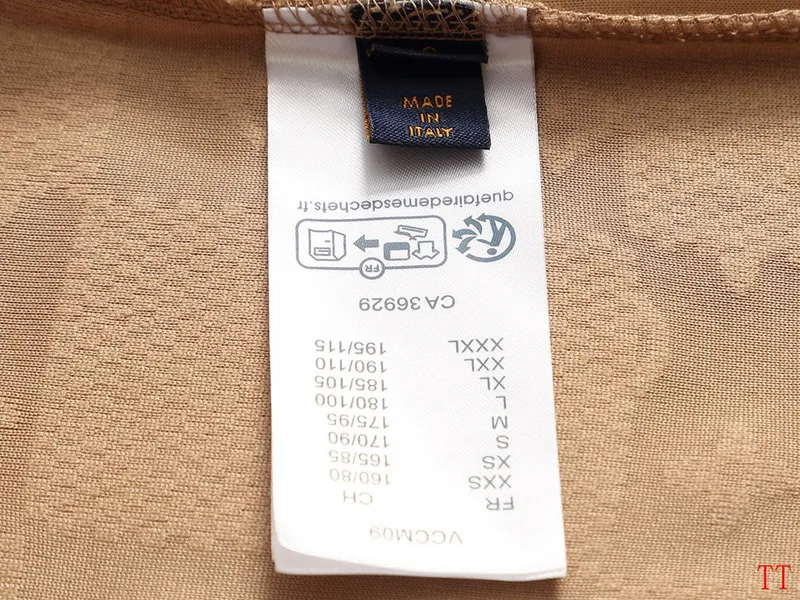 MADE
IN
ITALY
VCCM09
FR CH
XXS 160/80
XS 165/85
S 170/90
M 175/95
L 180/100
XL 185/105
XXL 190/110
XXXL 195/115
CA 36929
FR
quefairedemesdechets.fr
TT